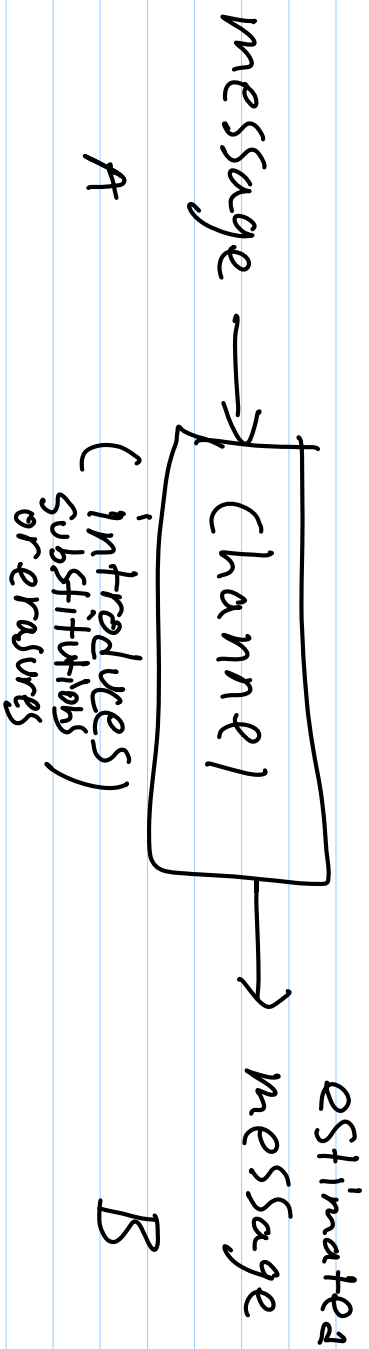 message → Channel → estimated message
A
(introduces
substitutions
or erasures)
B